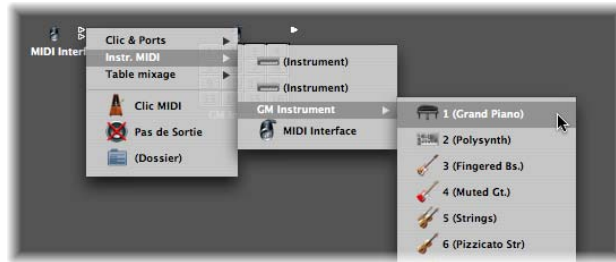 MIDI Inter
Clic & Ports
Instr. MIDI
Table mixage
Clic MIDI
Pas de Sortie
(Dossier)
(Instrument)
(Instrument)
GM Instrument
MIDI Interface
1 (Grand Piano)
2 (Polysynth)
3 (Fingered Bs.)
4 (Muted Gt.)
5 (Strings)
6 (Pizzicato Str)